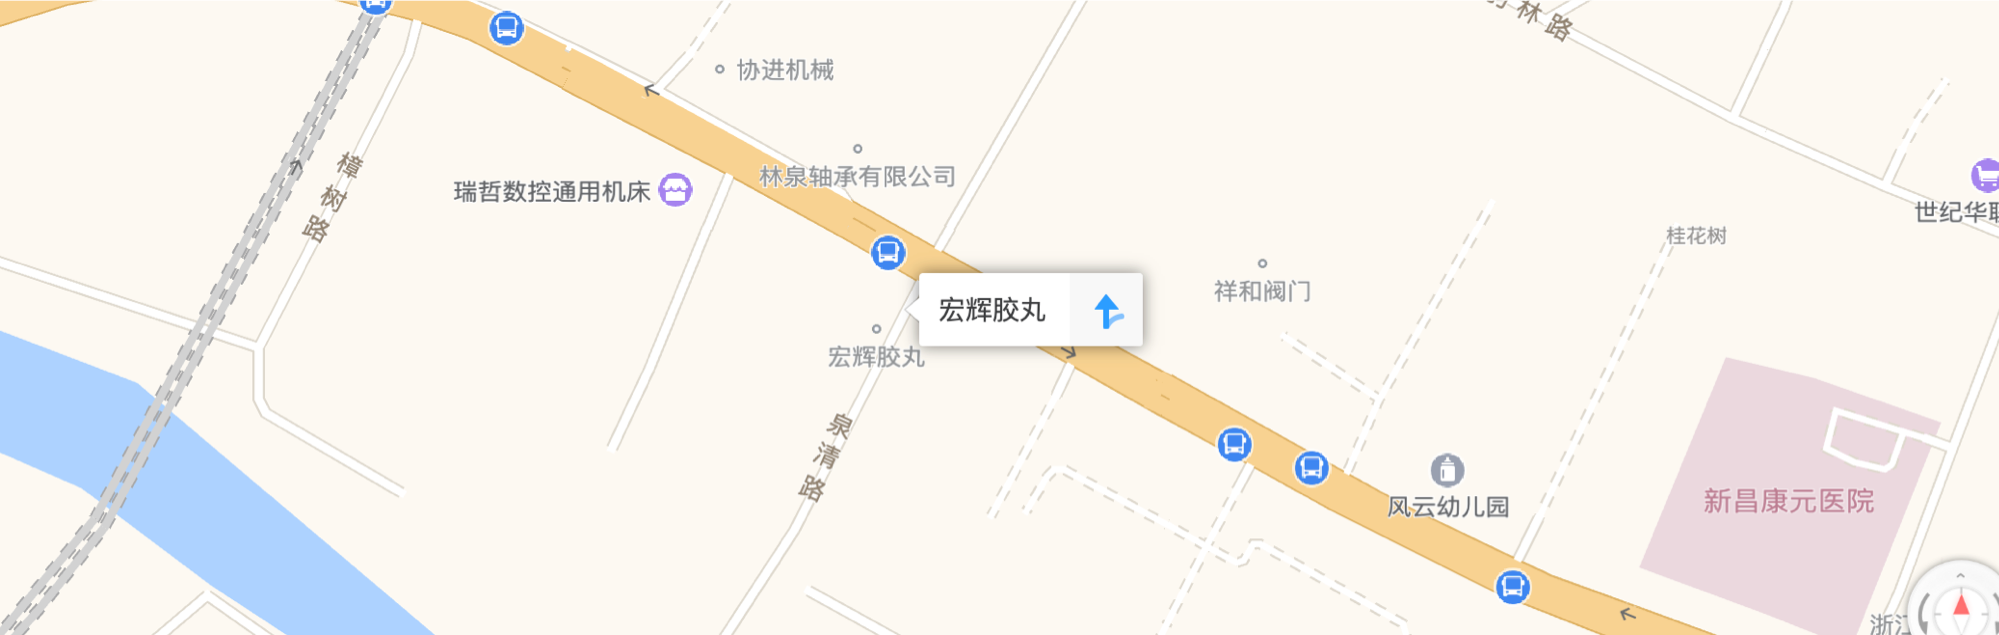 林路
协进机械
樟树路
林泉轴承有限公司
瑞哲数控通用机床
世纪华联
桂花树
祥和阀门
宏辉胶丸
宏辉胶丸
泉清路
风云幼儿园
新昌康元医院
浙江